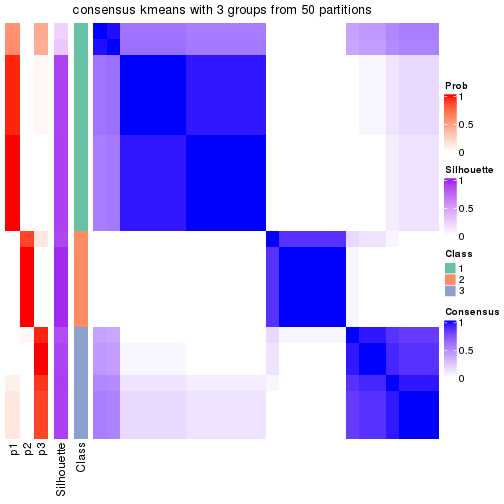 consensus kmeans with 3 groups from 50 partitions
Prob
1
0.5
0
Silhouette
1
0.5
0
Class
1
2
3
Consensus
1
0.5
0
p1
p2
p3
Silhouette
Class